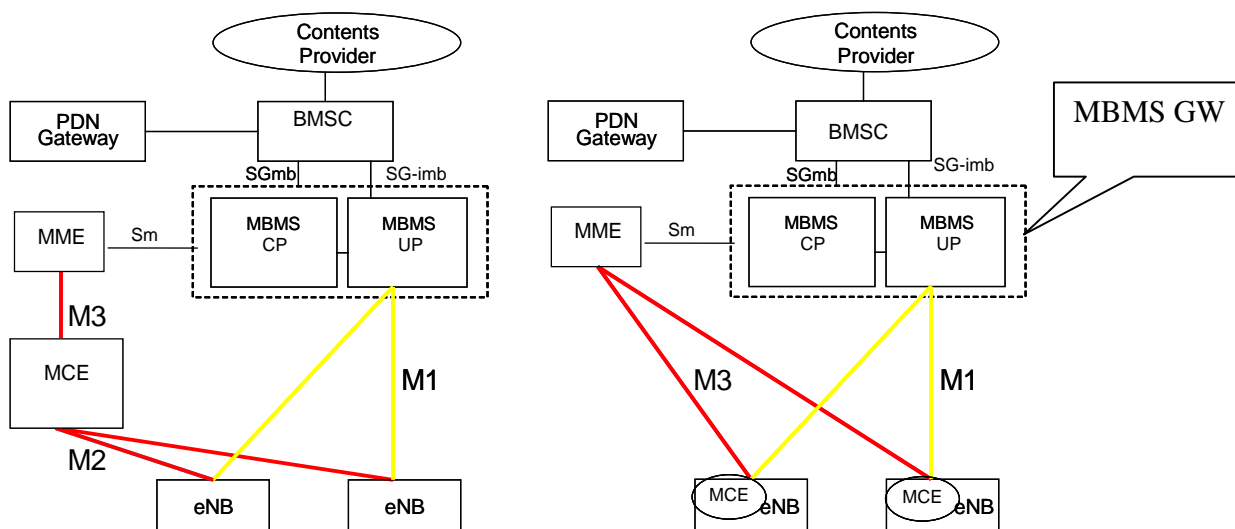 Contents
Provider
PDN
Gateway
BMSC
SGmb
SG-imb
MBMS
CP
MBMS
UP
MME
Sm
M3
MCE
M1
M2
eNB
eNB
Contents
Provider
MBMS GW
PDN
Gateway
BMSC
SGmb
SG-imb
MBMS
CP
MBMS
UP
MME
Sm
M3
M1
MCE
eNB
MCE
eNB